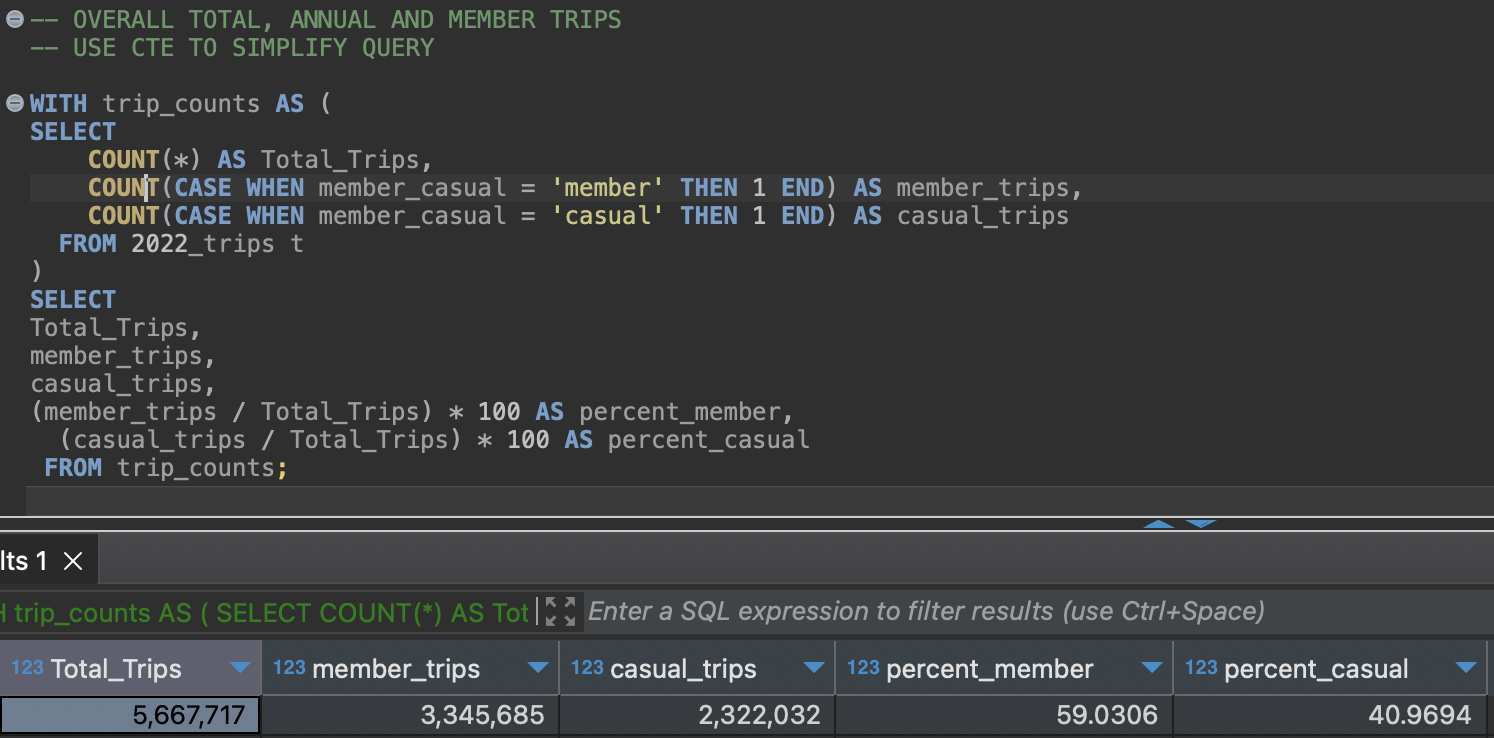 -- OVERALL TOTAL, ANNUAL AND MEMBER TRIPS
-- USE CTE TO SIMPLIFY QUERY
WITH trip_counts AS (
SELECT
COUNT(*) AS Total_Trips,
COUNT(CASE WHEN member_casual = 'member' THEN 1 END) AS member_trips,
COUNT(CASE WHEN member_casual = 'casual' THEN 1 END) AS casual_trips
FROM 2022_trips t
)
SELECT
Total_Trips,
member_trips,
casual_trips,
(member_trips / Total_Trips) * 100 AS percent_member,
(casual_trips / Total_Trips) * 100 AS percent_casual
FROM trip_counts;
lts 1
H trip_counts AS ( SELECT COUNT(*) AS Tot Enter a SQL expression to filter results (use Ctrl+Space)
123 Total_Trips 123 member_trips 123 casual_trips 123 percent_member 123 percent_casual
5,667,717 3,345,685 2,322,032 59.0306 40.9694